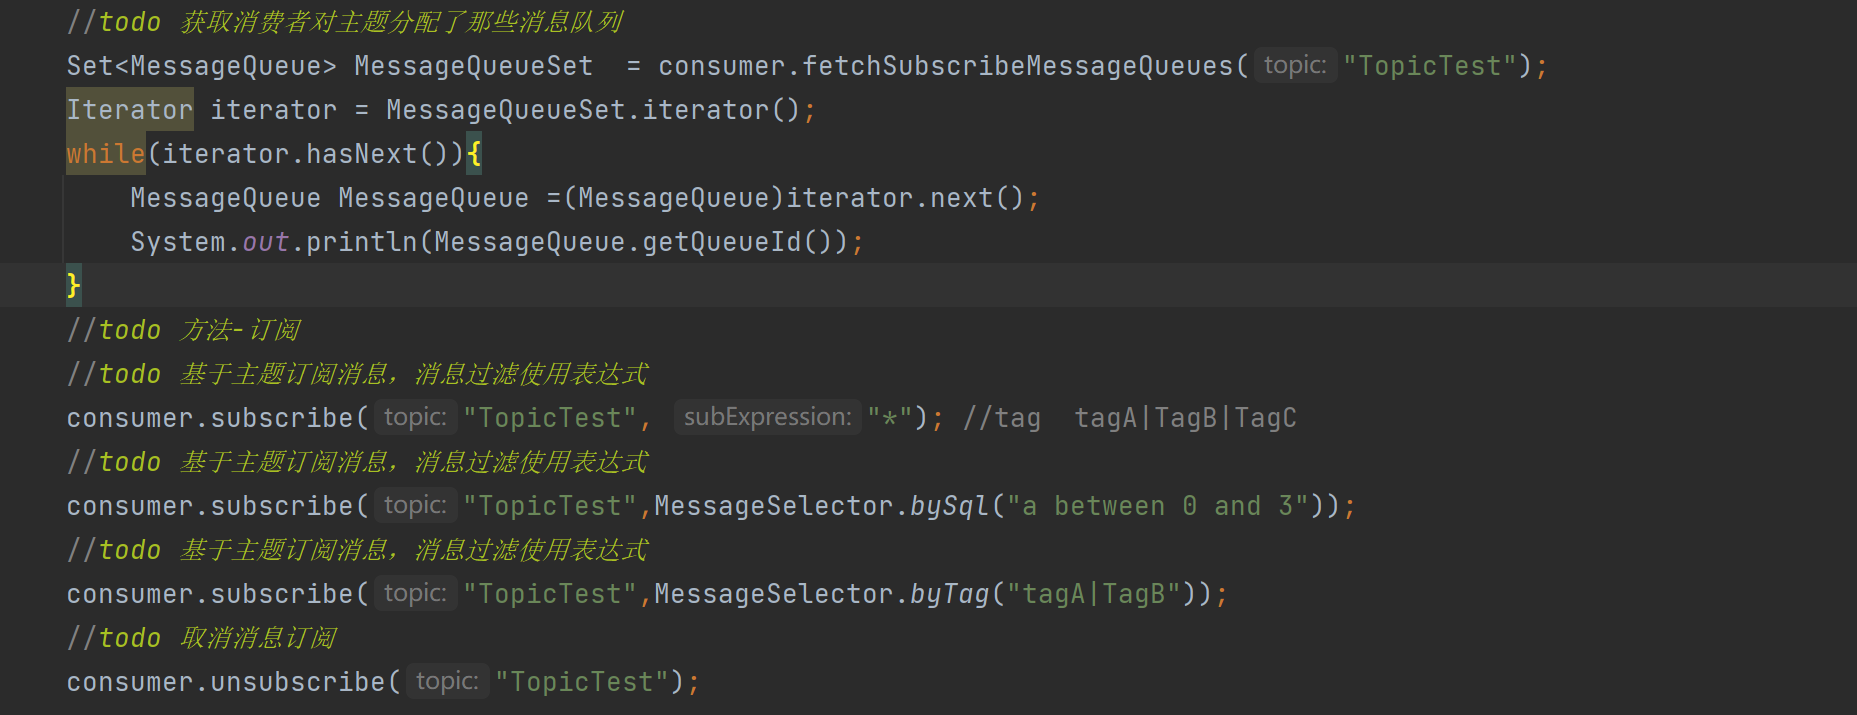 //todo 获取消费者对主题分配了那些消息队列
Set<MessageQueue> MessageQueueSet  = consumer.fetchSubscribeMessageQueues( topic: "TopicTest");
Iterator iterator = MessageQueueSet.iterator();
while(iterator.hasNext()){
    MessageQueue MessageQueue =(MessageQueue)iterator.next();
    System.out.println(MessageQueue.getQueueId());
}
//todo 方法-订阅
//todo 基于主题订阅消息，消息过滤使用表达式
consumer.subscribe( topic: "TopicTest", subExpression: "*"); //tag  tagA|TagB|TagC
//todo 基于主题订阅消息，消息过滤使用表达式
consumer.subscribe( topic: "TopicTest",MessageSelector.bySql("a between 0 and 3"));
//todo 基于主题订阅消息，消息过滤使用表达式
consumer.subscribe( topic: "TopicTest",MessageSelector.byTag("tagA|TagB"));
//todo 取消消息订阅
consumer.unsubscribe( topic: "TopicTest");